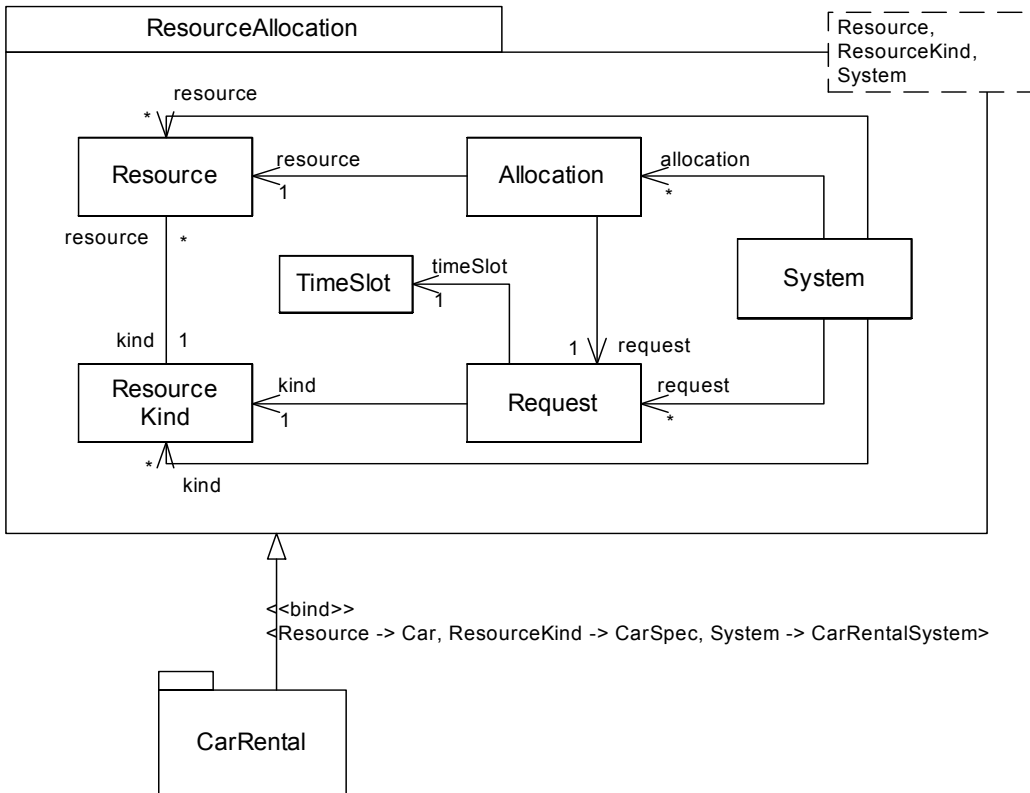 ResourceAllocation
Resource,
ResourceKind,
System
resource
*
Resource
resource
1
Allocation
allocation
*
resource
*
TimeSlot
timeSlot
1
System
kind
1
1
request
Resource
Kind
kind
1
Request
request
*
*
kind
<<bind>>
<Resource -> Car, ResourceKind -> CarSpec, System -> CarRentalSystem>
CarRental